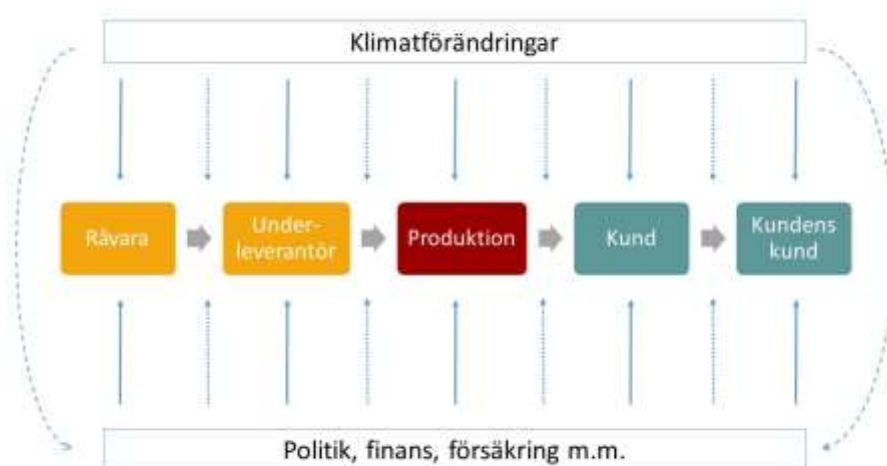 Klimatförändringar
Råvara
Under-
leverantör
Produktion
Kund
Kundens
kund
Politik, finans, försäkring m.m.